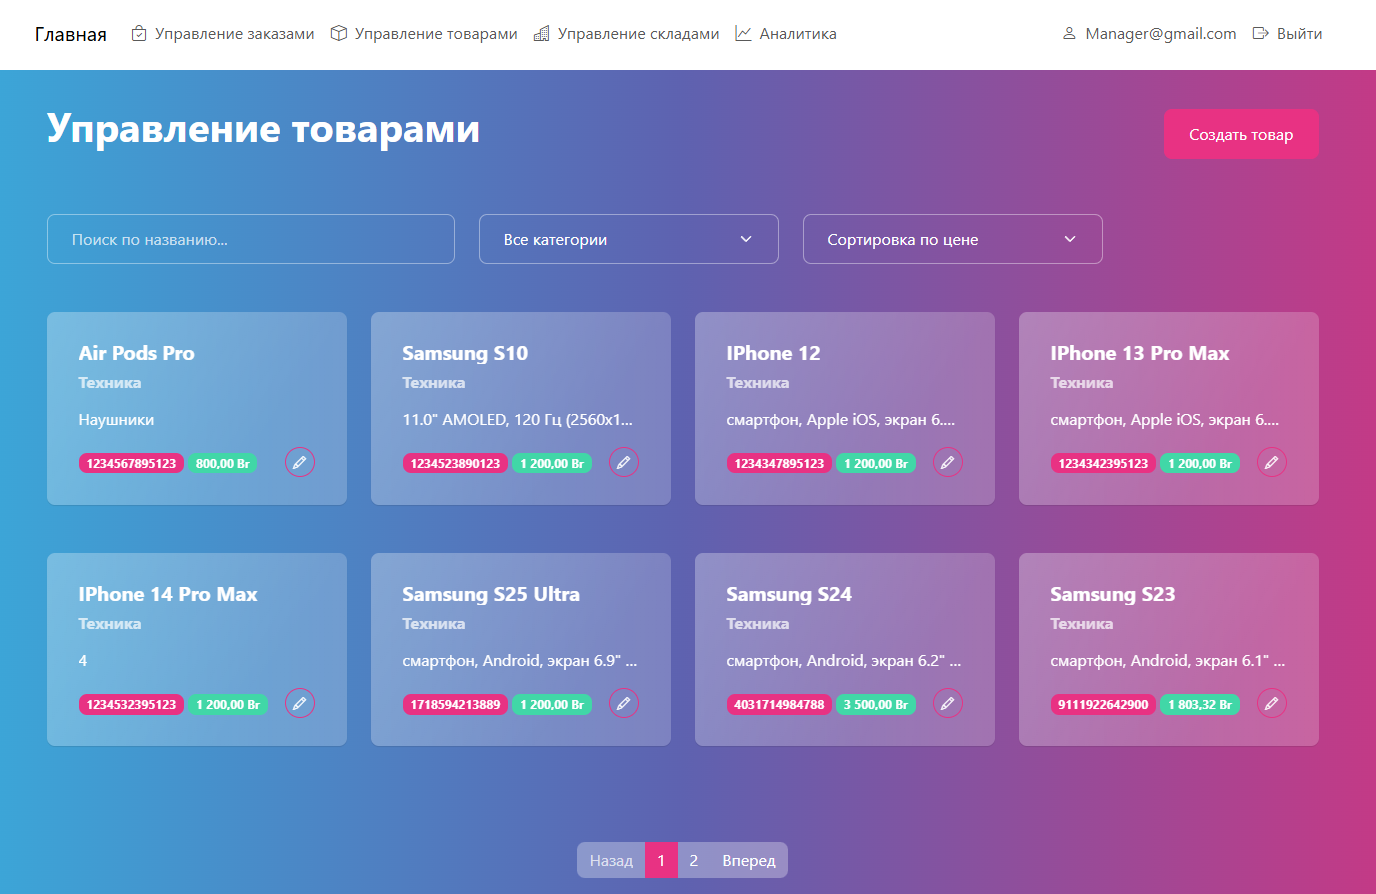 Главная Управление заказами Управление товарами Управление складами Аналитика Manager@gmail.com Выйти
Управление товарами
Создать товар
Поиск по названию... Все категории Сортировка по цене
Air Pods Pro
Техника
Наушники
1234567895123 800,00 Br
Samsung S10
Техника
11.0" AMOLED, 120 Гц (2560x1...
1234523890123 1 200,00 Br
IPhone 12
Техника
смартфон, Apple iOS, экран 6....
1234347895123 1 200,00 Br
IPhone 13 Pro Max
Техника
смартфон, Apple iOS, экран 6....
1234342395123 1 200,00 Br
IPhone 14 Pro Max
Техника
4
1234532395123 1 200,00 Br
Samsung S25 Ultra
Техника
смартфон, Android, экран 6.9" ...
1718594213889 1 200,00 Br
Samsung S24
Техника
смартфон, Android, экран 6.2" ...
4031714984788 3 500,00 Br
Samsung S23
Техника
смартфон, Android, экран 6.1" ...
9111922642900 1 803,32 Br
Назад 1 2 Вперед